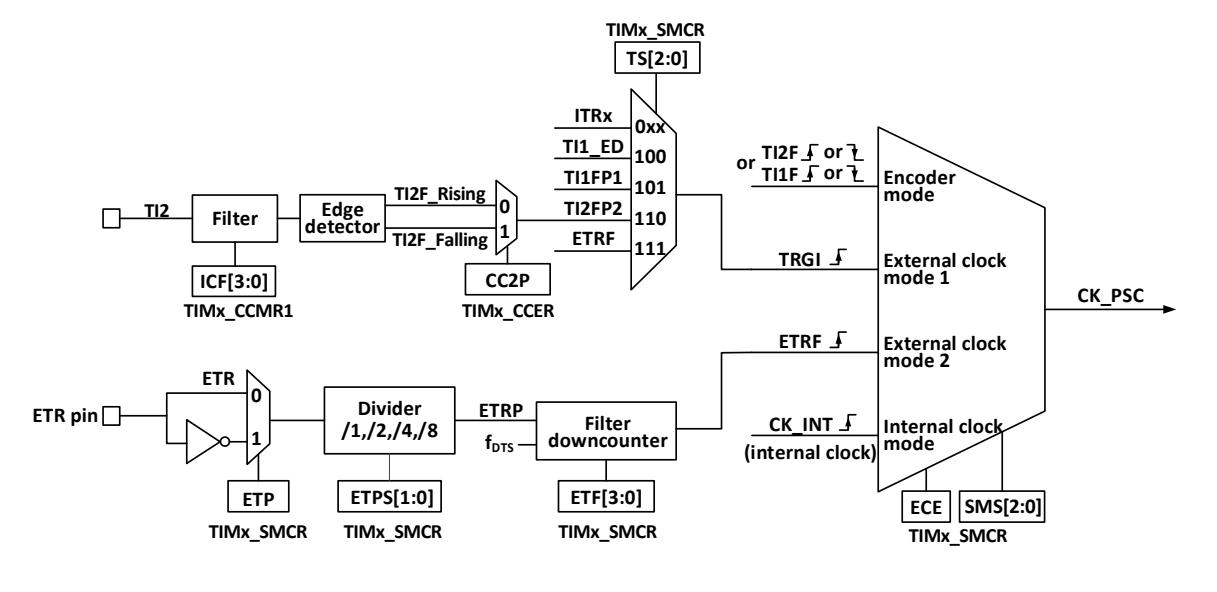 TIMx_SMCR
TS[2:0]
ITRx
0xx
TI1_ED
100
TI1FP1
101
TI2FP2
110
ETRF
111
TI2
Filter
Edge
detector
TI2F_Rising
0
TI2F_Falling
1
ICF[3:0]
TIMx_CCMR1
CC2P
TIMx_CCER
or
TI2F or
TI1F or
Encoder
mode
TRGI
External clock
mode 1
CK_PSC
ETRF
External clock
mode 2
CK_INT
(internal clock)
Internal clock
mode
ECE
SMS[2:0]
TIMx_SMCR
ETR pin
ETR
0
1
Divider
/1,/2,/4,/8
ETRP
fDTS
Filter
downcounter
ETP
TIMx_SMCR
ETPS[1:0]
TIMx_SMCR
ETF[3:0]
TIMx_SMCR